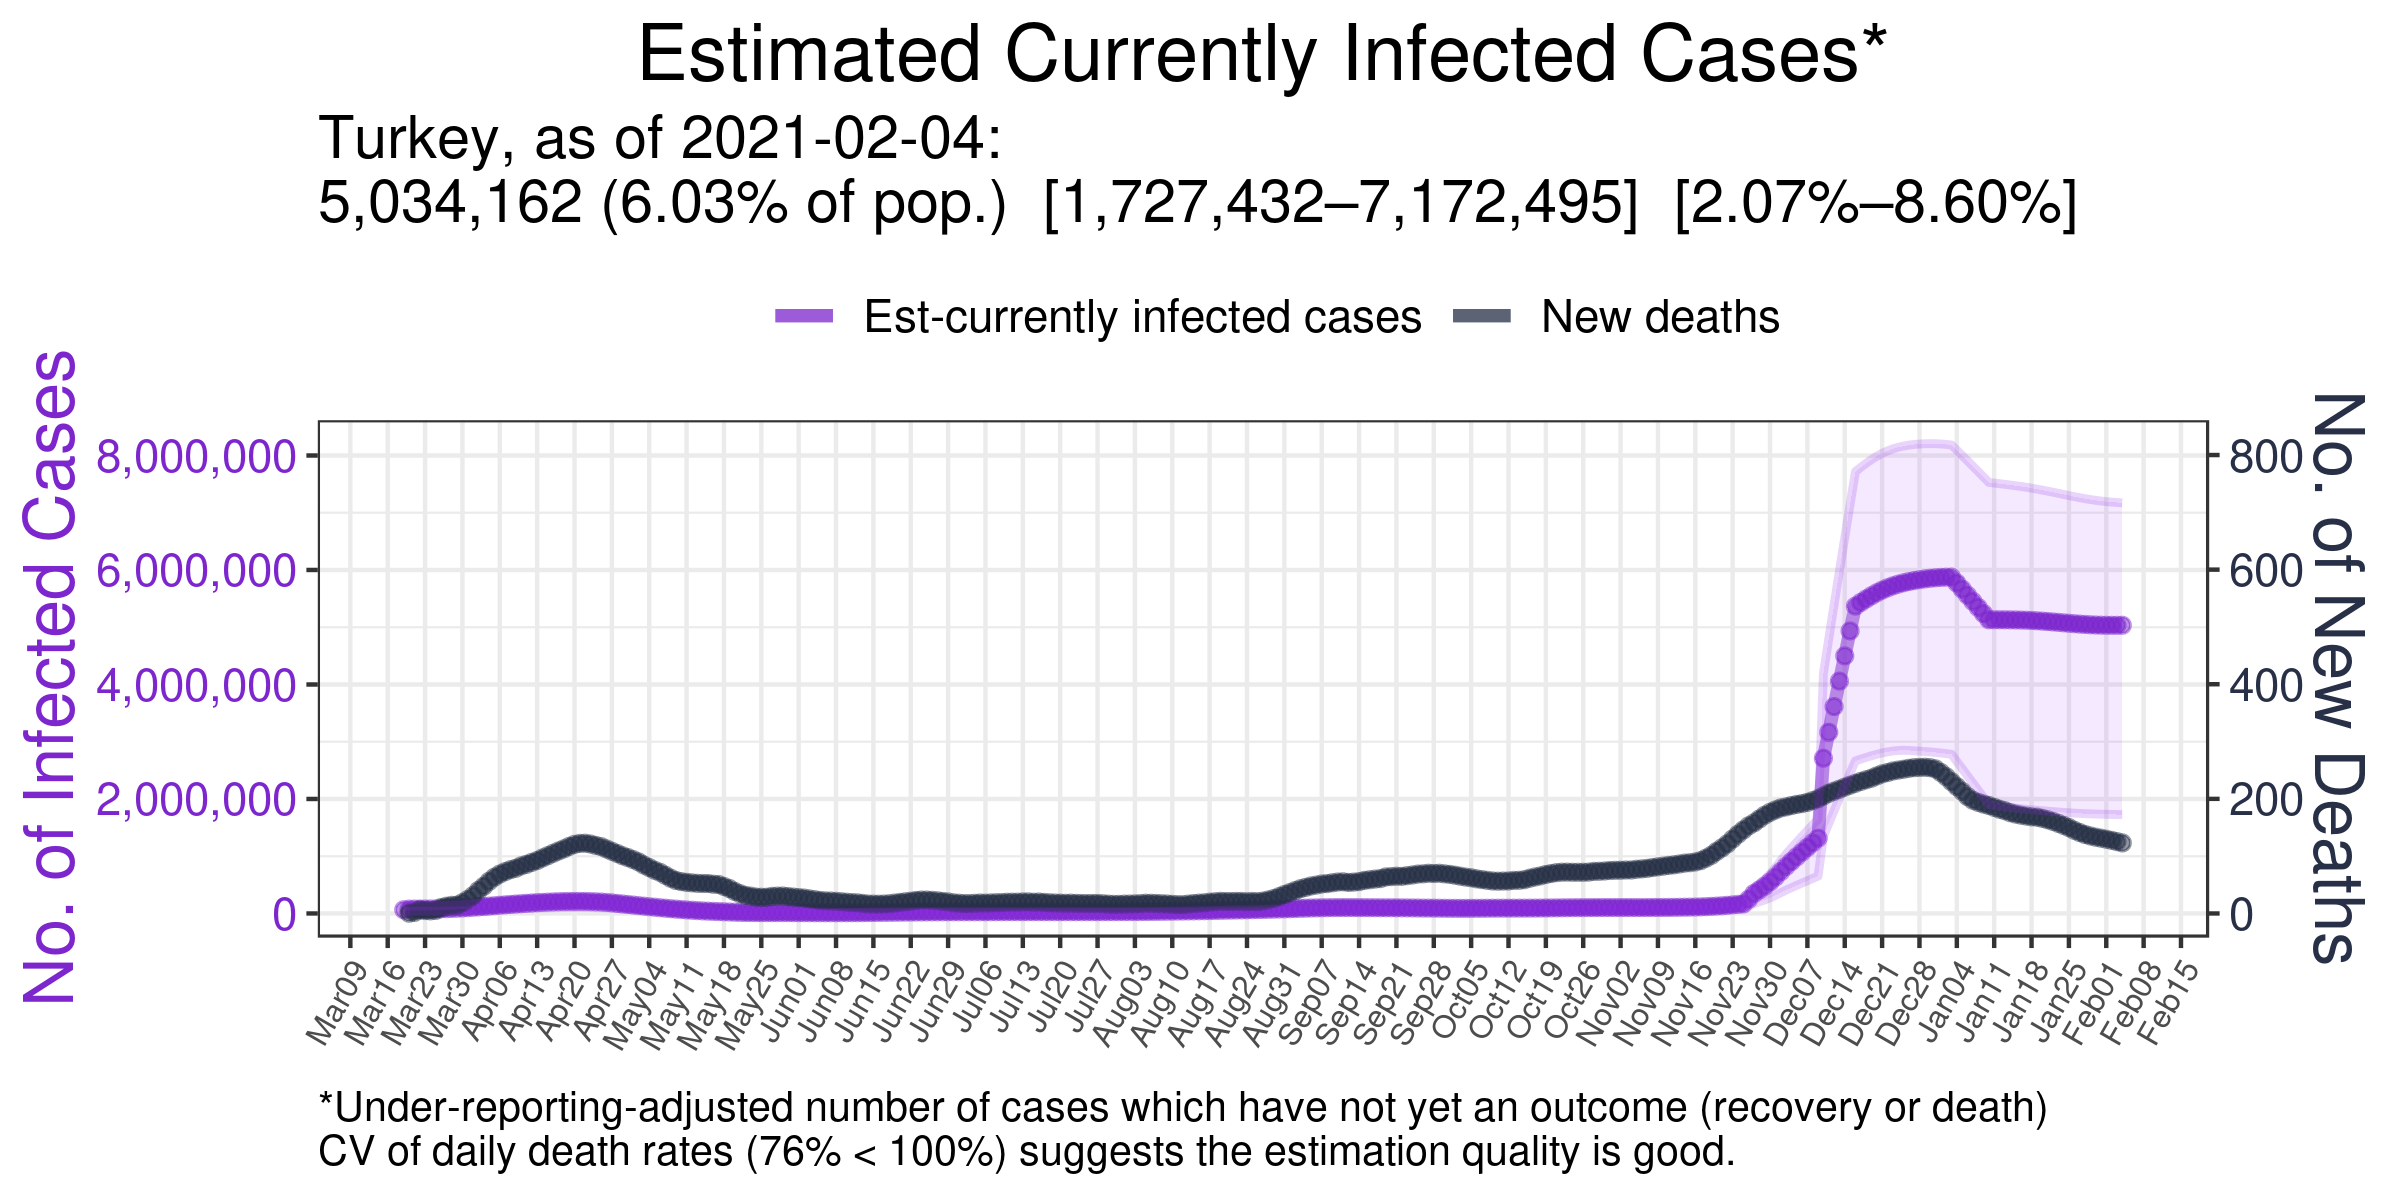 Estimated Currently Infected Cases*
Turkey, as of 2021-02-04:
5,034,162 (6.03% of pop.)  [1,727,432–7,172,495]  [2.07%–8.60%]
Est-currently infected cases
New deaths
No. of Infected Cases
8,000,000
6,000,000
4,000,000
2,000,000
0
800
600
400
200
0
No. of New Deaths
Mar09
Mar16
Mar23
Mar30
Apr06
Apr13
Apr20
Apr27
May04
May11
May18
May25
Jun01
Jun08
Jun15
Jun22
Jun29
Jul06
Jul13
Jul20
Jul27
Aug03
Aug10
Aug17
Aug24
Aug31
Sep07
Sep14
Sep21
Sep28
Oct05
Oct12
Oct19
Oct26
Nov02
Nov09
Nov16
Nov23
Nov30
Dec07
Dec14
Dec21
Dec28
Jan04
Jan11
Jan18
Jan25
Feb01
Feb08
Feb15
*Under-reporting-adjusted number of cases which have not yet an outcome (recovery or death)
CV of daily death rates (76% < 100%) suggests the estimation quality is good.